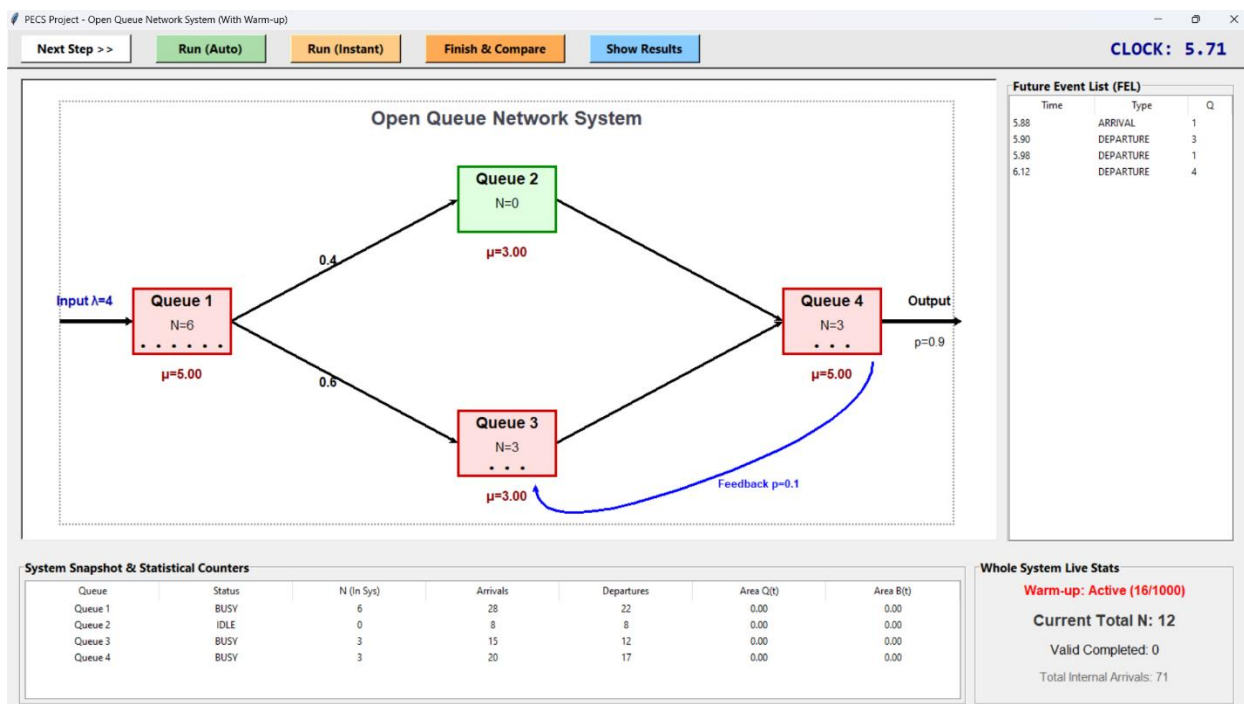 PECS Project - Open Queue Network System (With Warm-up)
Next Step >> Run (Auto) Run (Instant) Finish & Compare Show Results CLOCK: 5.71
Open Queue Network System
Queue 2
N=0
μ=3.00
0.4
Input λ=4
Queue 1
N=6
μ=5.00
Queue 4
N=3
μ=5.00
Output
p=0.9
0.6
Queue 3
N=3
μ=3.00
Feedback p=0.1
Future Event List (FEL)
Time Type Q
5.88 ARRIVAL 1
5.90 DEPARTURE 3
5.98 DEPARTURE 1
6.12 DEPARTURE 4
System Snapshot & Statistical Counters
Queue Status N (In Sys) Arrivals Departures Area Q(t) Area B(t)
Queue 1 BUSY 6 28 22 0.00 0.00
Queue 2 IDLE 0 8 8 0.00 0.00
Queue 3 BUSY 3 15 12 0.00 0.00
Queue 4 BUSY 3 20 17 0.00 0.00
Whole System Live Stats
Warm-up: Active (16/1000)
Current Total N: 12
Valid Completed: 0
Total Internal Arrivals: 71